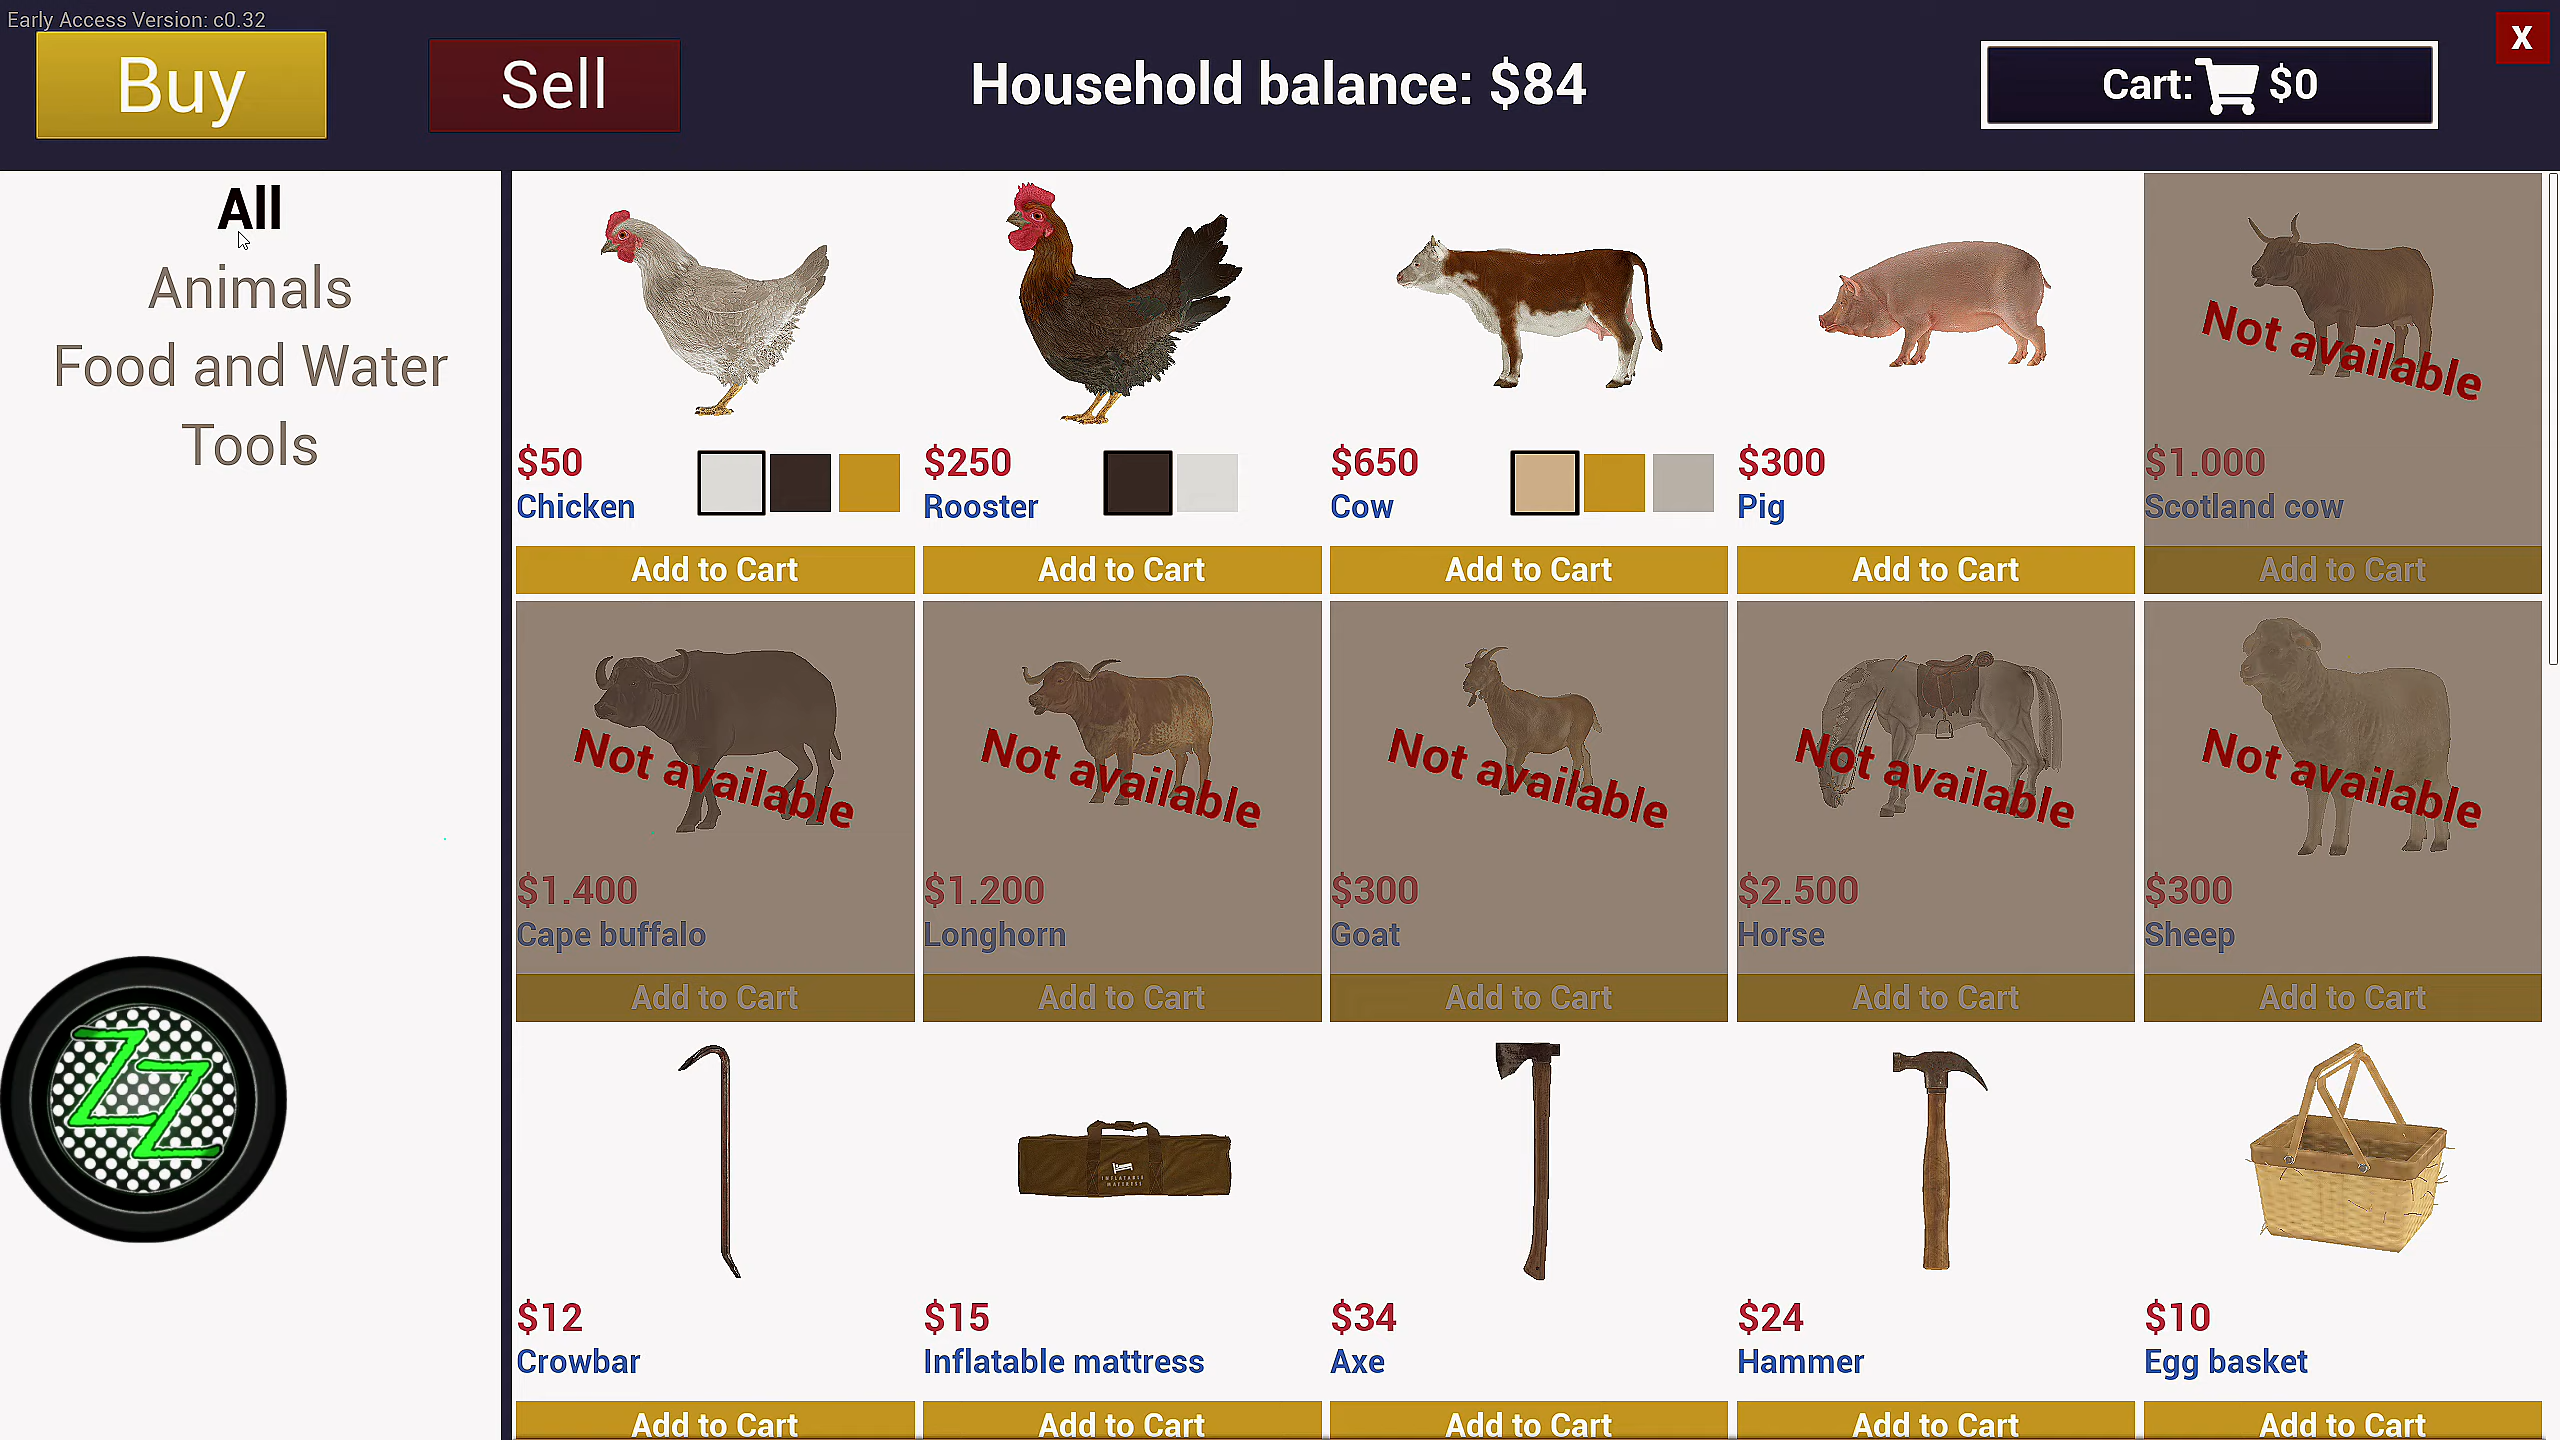 Early Access Version: c0.32
Buy
Sell
Household balance: $84
Cart: $0
X
All
Animals
Food and Water
Tools
$50
Chicken
Add to Cart
$250
Rooster
Add to Cart
$650
Cow
Add to Cart
$300
Pig
Add to Cart
Not available
$1.000
Scotland cow
Add to Cart
Not available
$1.400
Cape buffalo
Add to Cart
Not available
$1.200
Longhorn
Add to Cart
Not available
$300
Goat
Add to Cart
Not available
$2.500
Horse
Add to Cart
Not available
$300
Sheep
Add to Cart
ZZ
$12
Crowbar
Add to Cart
INFLATABLE
MATTRESS
$15
Inflatable mattress
Add to Cart
$34
Axe
Add to Cart
$24
Hammer
Add to Cart
$10
Egg basket
Add to Cart